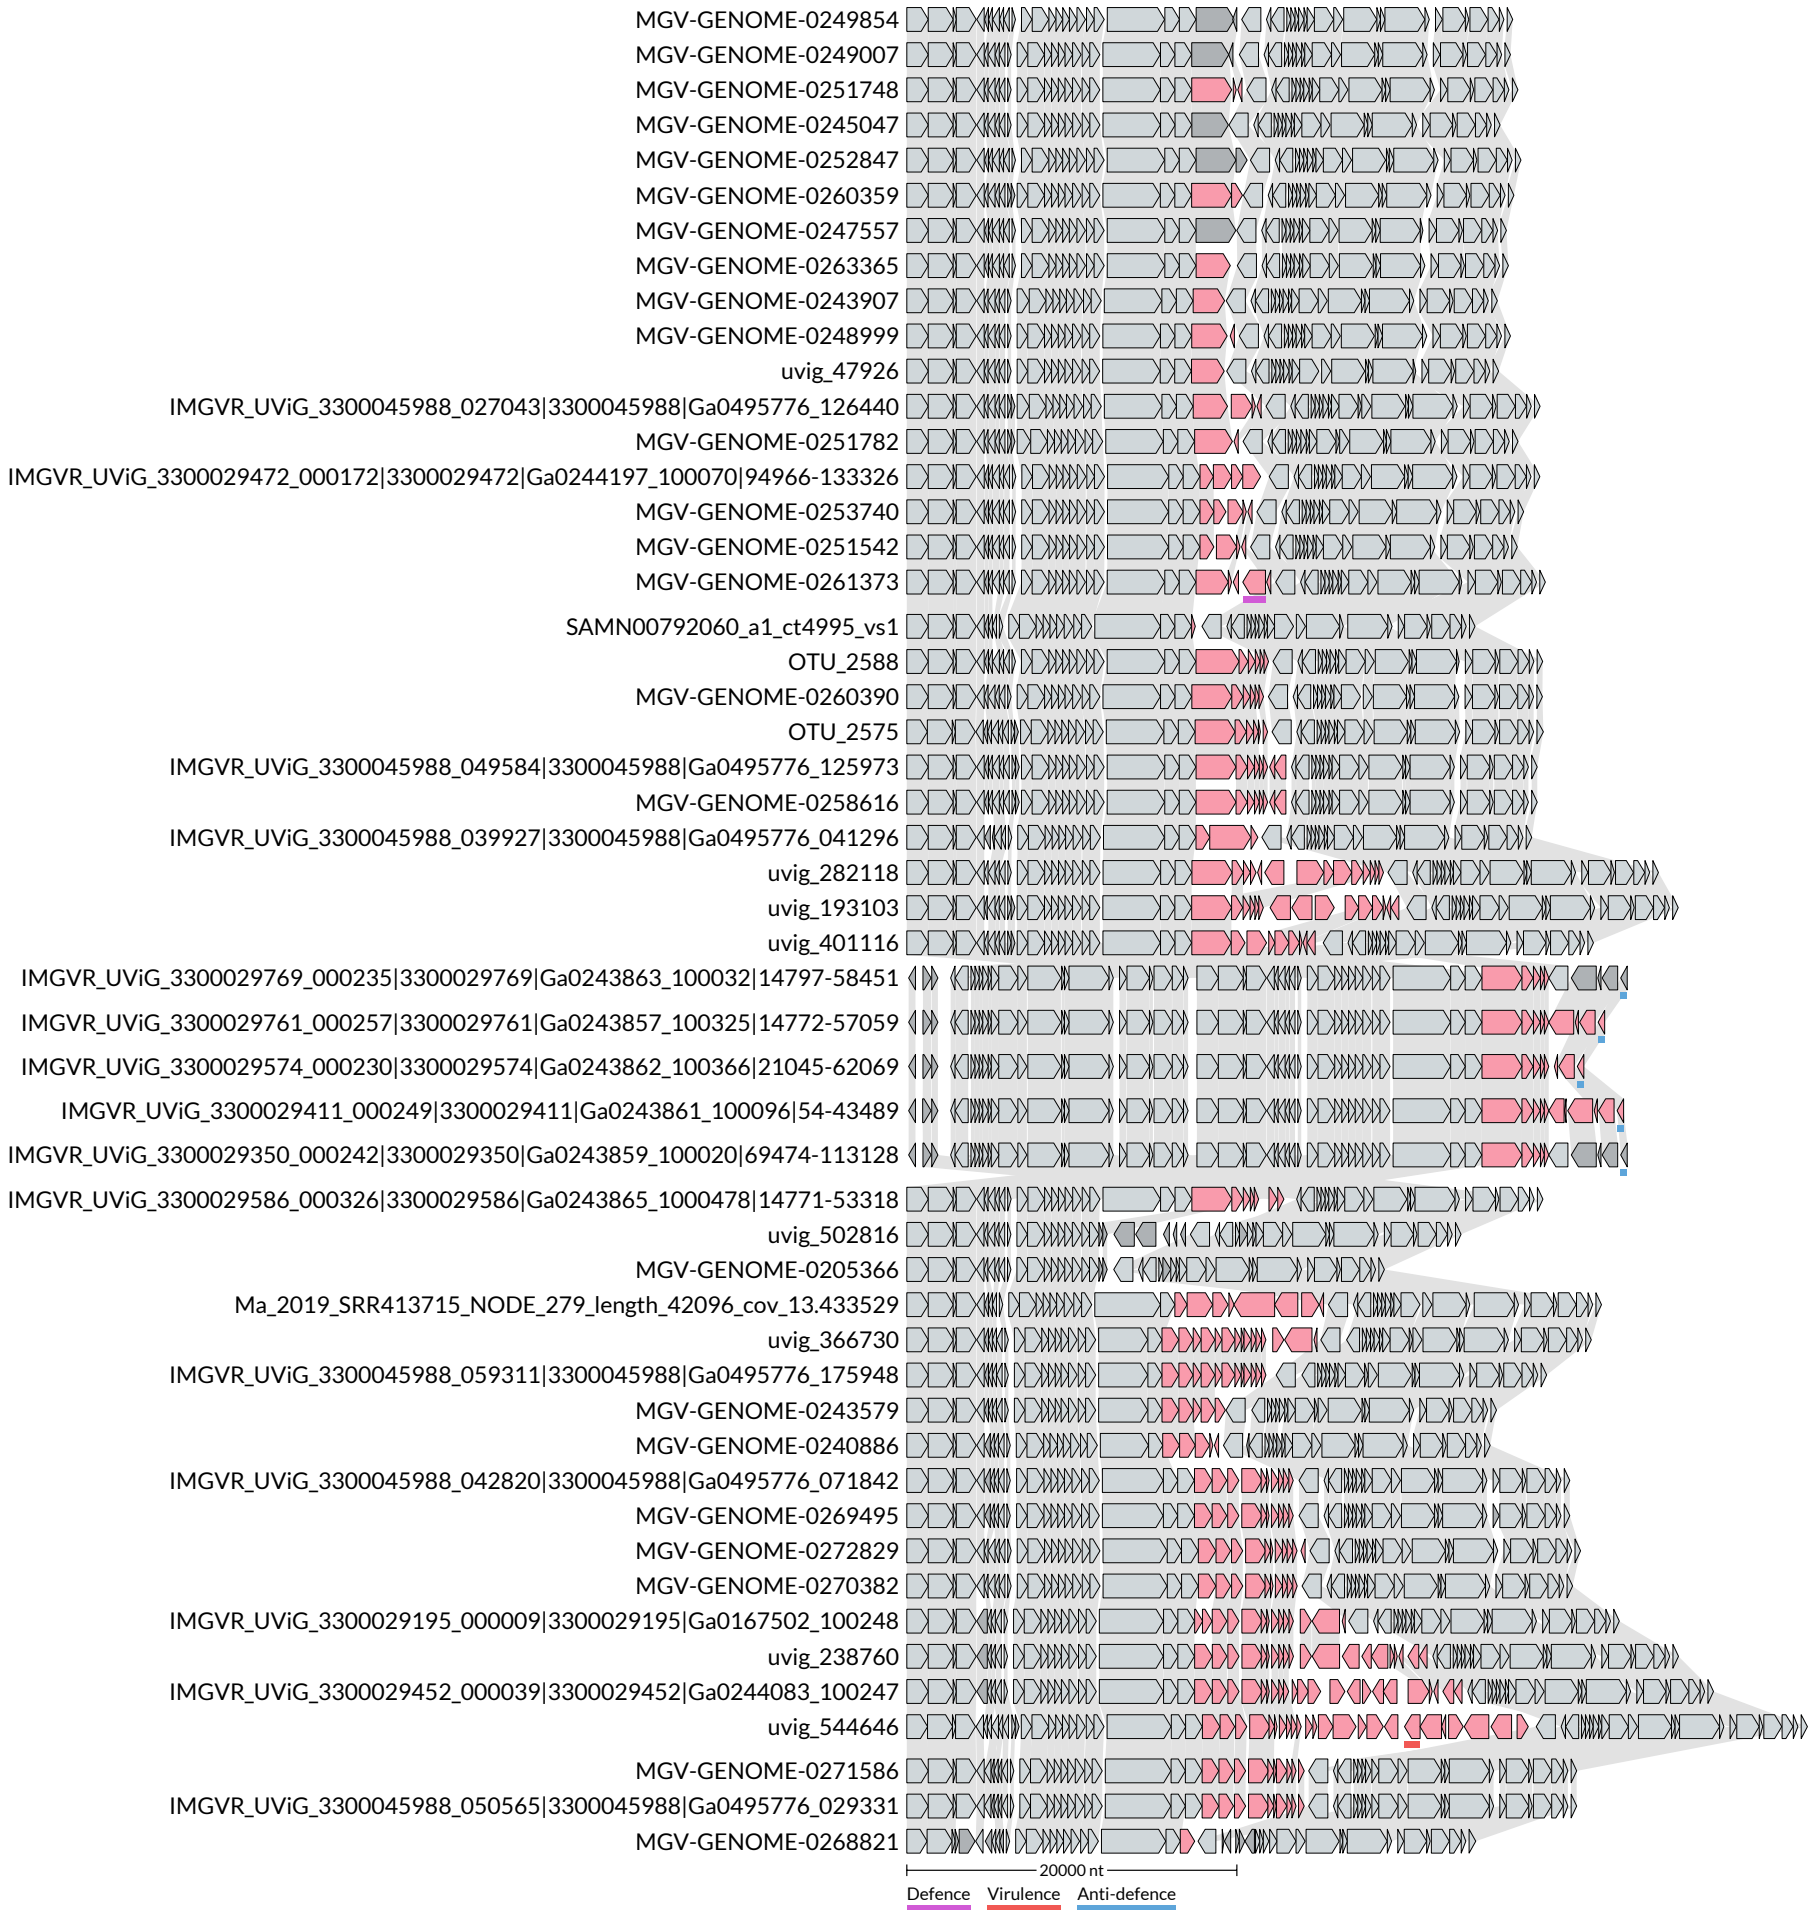 MGV-GENOME-0249854
MGV-GENOME-0249007
MGV-GENOME-0251748
MGV-GENOME-0245047
MGV-GENOME-0252847
MGV-GENOME-0260359
MGV-GENOME-0247557
MGV-GENOME-0263365
MGV-GENOME-0243907
MGV-GENOME-0248999
uvig_47926
IMGVR_UViG_3300045988_027043|3300045988|Ga0495776_126440
MGV-GENOME-0251782
IMGVR_UViG_3300029472_000172|3300029472|Ga0244197_100070|94966-133326
MGV-GENOME-0253740
MGV-GENOME-0251542
MGV-GENOME-0261373
SAMN00792060_a1_ct4995_vs1
OTU_2588
MGV-GENOME-0260390
OTU_2575
IMGVR_UViG_3300045988_049584|3300045988|Ga0495776_125973
MGV-GENOME-0258616
IMGVR_UViG_3300045988_039927|3300045988|Ga0495776_041296
uvig_282118
uvig_193103
uvig_401116
IMGVR_UViG_3300029769_000235|3300029769|Ga0243863_100032|14797-58451
IMGVR_UViG_3300029761_000257|3300029761|Ga0243857_100325|14772-57059
IMGVR_UViG_3300029574_000230|3300029574|Ga0243862_100366|21045-62069
IMGVR_UViG_3300029411_000249|3300029411|Ga0243861_100096|54-43489
IMGVR_UViG_3300029350_000242|3300029350|Ga0243859_100020|69474-113128
IMGVR_UViG_3300029586_000326|3300029586|Ga0243865_1000478|14771-53318
uvig_502816
MGV-GENOME-0205366
Ma_2019_SRR413715_NODE_279_length_42096_cov_13.433529
uvig_366730
IMGVR_UViG_3300045988_059311|3300045988|Ga0495776_175948
MGV-GENOME-0243579
MGV-GENOME-0240886
IMGVR_UViG_3300045988_042820|3300045988|Ga0495776_071842
MGV-GENOME-0269495
MGV-GENOME-0272829
MGV-GENOME-0270382
IMGVR_UViG_3300029195_000009|3300029195|Ga0167502_100248
uvig_238760
IMGVR_UViG_3300029452_000039|3300029452|Ga0244083_100247
uvig_544646
MGV-GENOME-0271586
IMGVR_UViG_3300045988_050565|3300045988|Ga0495776_029331
MGV-GENOME-0268821
20000 nt
Defence Virulence Anti-defence